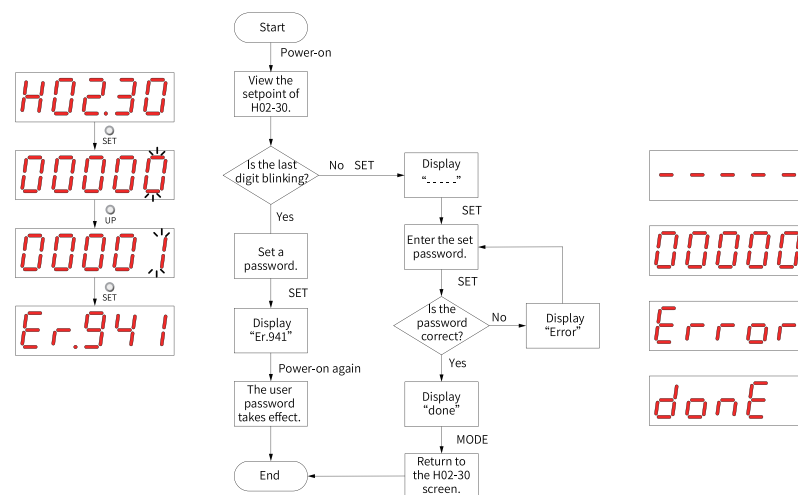 H02.30
SET
00000
UP
00001
SET
Er.941
Start
Power-on
View the
setpoint of
H02-30.
Is the last
digit blinking?
No SET
Yes
Set a
password.
SET
Display
“Er.941”
Power-on again
The user
password
takes effect.
End
Display
“-----”
SET
Enter the set
password.
SET
Is the
password
correct?
No
Display
“Error”
Yes
Display
“done”
MODE
Return to
the H02-30
screen.
-----
00000
Error
donE